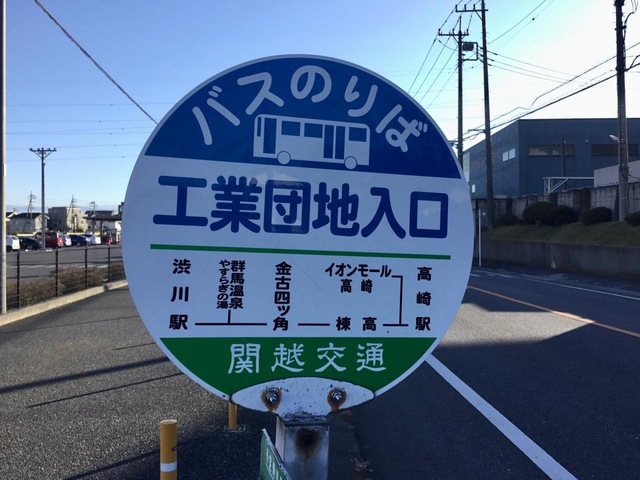 バスのりば
工業団地入口
渋川駅
群馬温泉
やすらぎの湯
金古四ツ角
イオンモール
高崎
棟高
高崎駅
関越交通